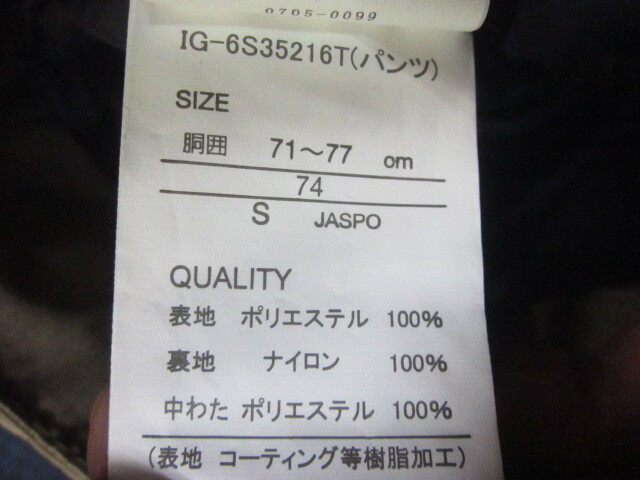 0705-0099
IG-6S35216T(パンツ)
SIZE
胴囲 71～77 om
74
S JASPO
QUALITY
表地 ポリエステル 100%
裏地 ナイロン 100%
中わた ポリエステル 100%
(表地 コーティング等樹脂加工)